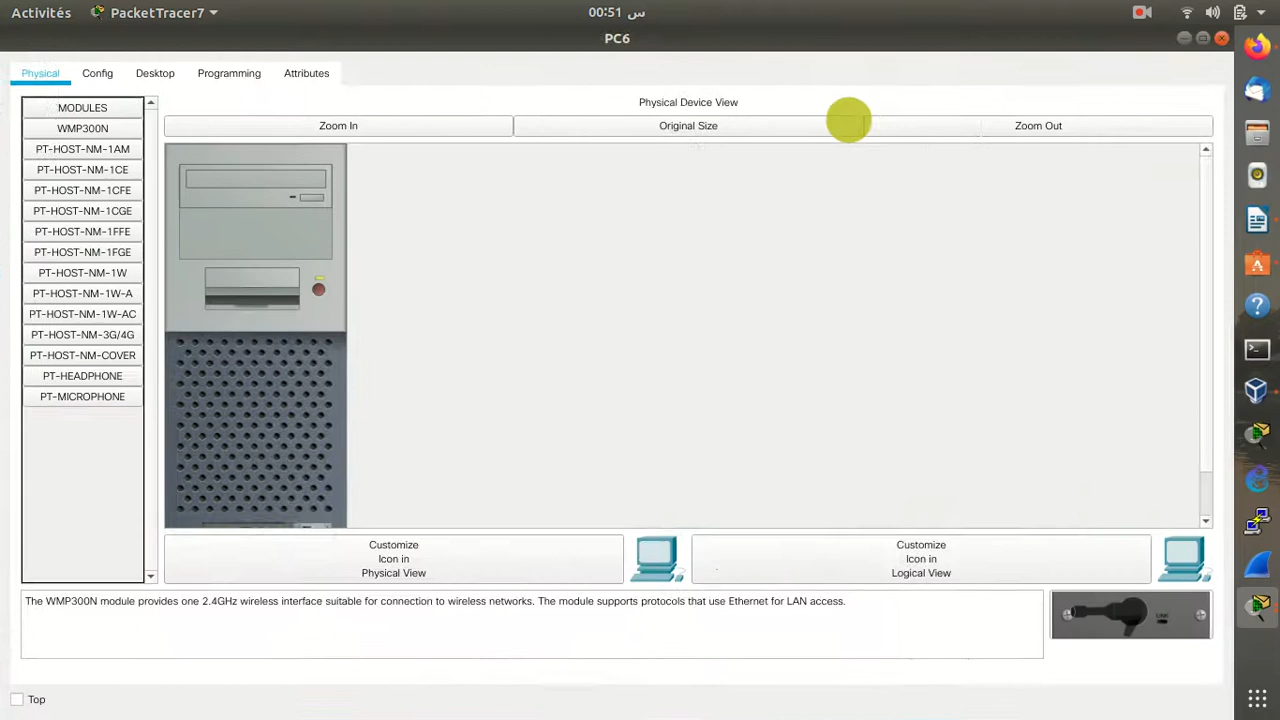 Activités
PacketTracer7
00:51 س
PC6
Physical
Config
Desktop
Programming
Attributes
MODULES
WMP300N
PT-HOST-NM-1AM
PT-HOST-NM-1CE
PT-HOST-NM-1CFE
PT-HOST-NM-1CGE
PT-HOST-NM-1FFE
PT-HOST-NM-1FGE
PT-HOST-NM-1W
PT-HOST-NM-1W-A
PT-HOST-NM-1W-AC
PT-HOST-NM-3G/4G
PT-HOST-NM-COVER
PT-HEADPHONE
PT-MICROPHONE
Physical Device View
Zoom In
Original Size
Zoom Out
Customize
Icon in
Physical View
Customize
Icon in
Logical View
The WMP300N module provides one 2.4GHz wireless interface suitable for connection to wireless networks. The module supports protocols that use Ethernet for LAN access.
LINK
Top